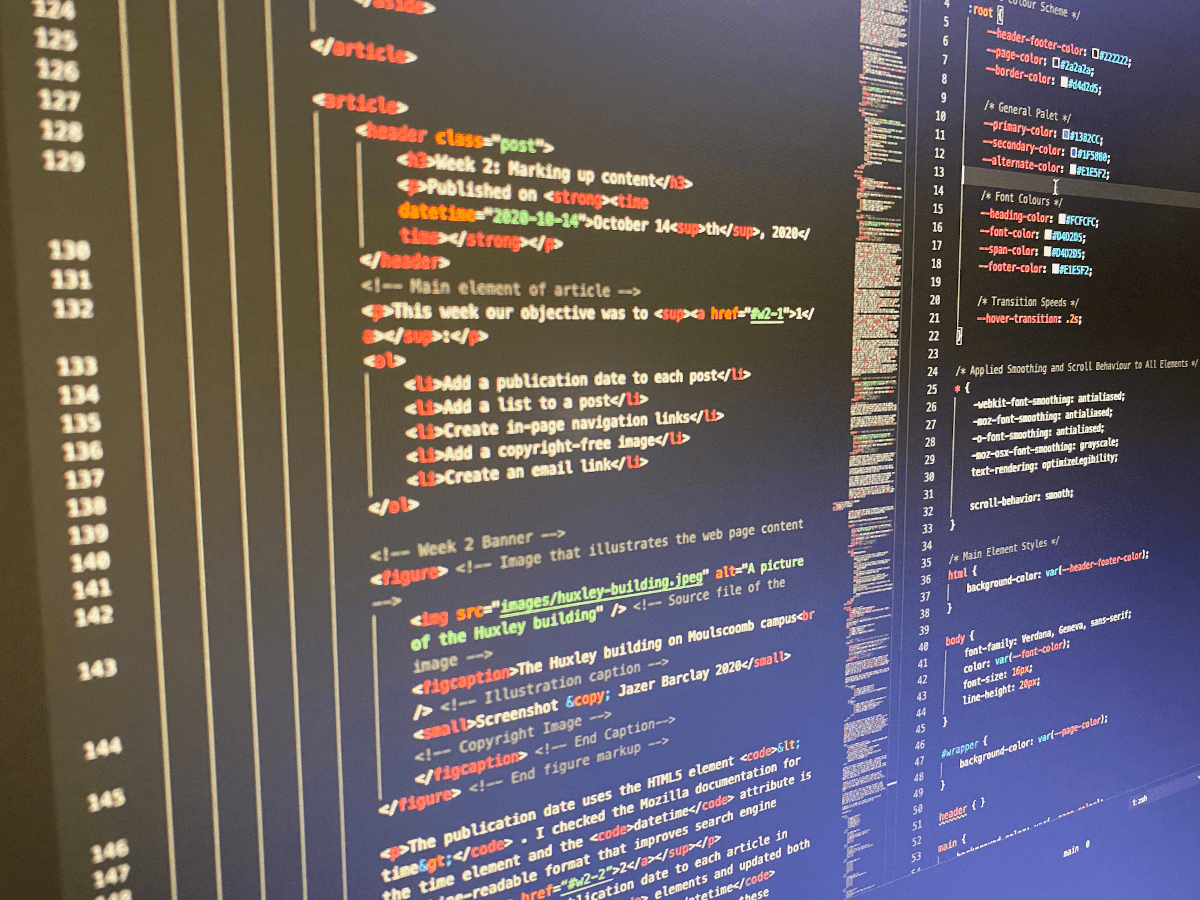 124
</aside>
125
</article>
126
127
<article>
128
<header class="post">
129
<h3>Week 2: Marking up content</h3>
<p>Published on <strong><time
datetime="2020-10-14">October 14<sup>th</sup>, 2020</
time></strong></p>
130
</header>
131
<!-- Main element of article -->
132
<p>This week our objective was to <sup><a href="#w2-1">1</
a></sup>:</p>
133
<ol>
134
<li>Add a publication date to each post</li>
135
<li>Add a list to a post</li>
136
<li>Create in-page navigation links</li>
137
<li>Add a copyright-free image</li>
138
<li>Create an email link</li>
139
</ol>
140
<!-- Week 2 Banner -->
141
<figure> <!-- Image that illustrates the web page content
-->
142
<img src="images/huxley-building.jpeg" alt="A picture
of the Huxley building" /> <!-- Source file of the
image -->
143
<figcaption>The Huxley building on Moulscoomb campus<br
/> <!-- Illustration caption -->
<small>Screenshot &copy; Jazer Barclay 2020</small>
<!-- Copyright Image -->
144
</figcaption> <!-- End Caption-->
145
</figure> <!-- End figure markup -->
146
<p>The publication date uses the HTML5 element <code>&lt;
147
time&gt;</code> . I checked the Mozilla documentation for
148
the time element and the <code>datetime</code> attribute is
-readable format that improves search engine
href="#w2-2">2</a></sup></p>
publication date to each article in
elements and updated both
datetime</code>
these
4
Colour Scheme */
5 :root {
6 --header-footer-color: #222222;
7 --page-color: #2a2a2a;
8 --border-color: #d4d2d5;
9
10 /* General Palet */
11 --primary-color: #1382CC;
12 --secondary-color: #1F5080;
13 --alternate-color: #E1E5F2;
14
15 /* Font Colours */
16 --heading-color: #FCFCFC;
17 --font-color: #D4D2D5;
18 --span-color: #D4D2D5;
19 --footer-color: #E1E5F2;
20
21 /* Transition Speeds */
22 --hover-transition: .2s;
}
23
24 /* Applied Smoothing and Scroll Behaviour to All Elements */
25 * {
26 -webkit-font-smoothing: antialiased;
27 -moz-font-smoothing: antialiased;
28 -o-font-smoothing: antialiased;
29 -moz-osx-font-smoothing: grayscale;
30 text-rendering: optimizeLegibility;
31
32 scroll-behavior: smooth;
33 }
34
35 /* Main Element Styles */
36 html {
37 background-color: var(--header-footer-color);
38 }
39
40 body {
41 font-family: Verdana, Geneva, sans-serif;
42 color: var(--font-color);
43 font-size: 16px;
44 line-height: 20px;
45 }
46
47 #wrapper {
48 background-color: var(--page-color);
49 }
50
51 header { }
52
53 main {
1:zsh
main 0